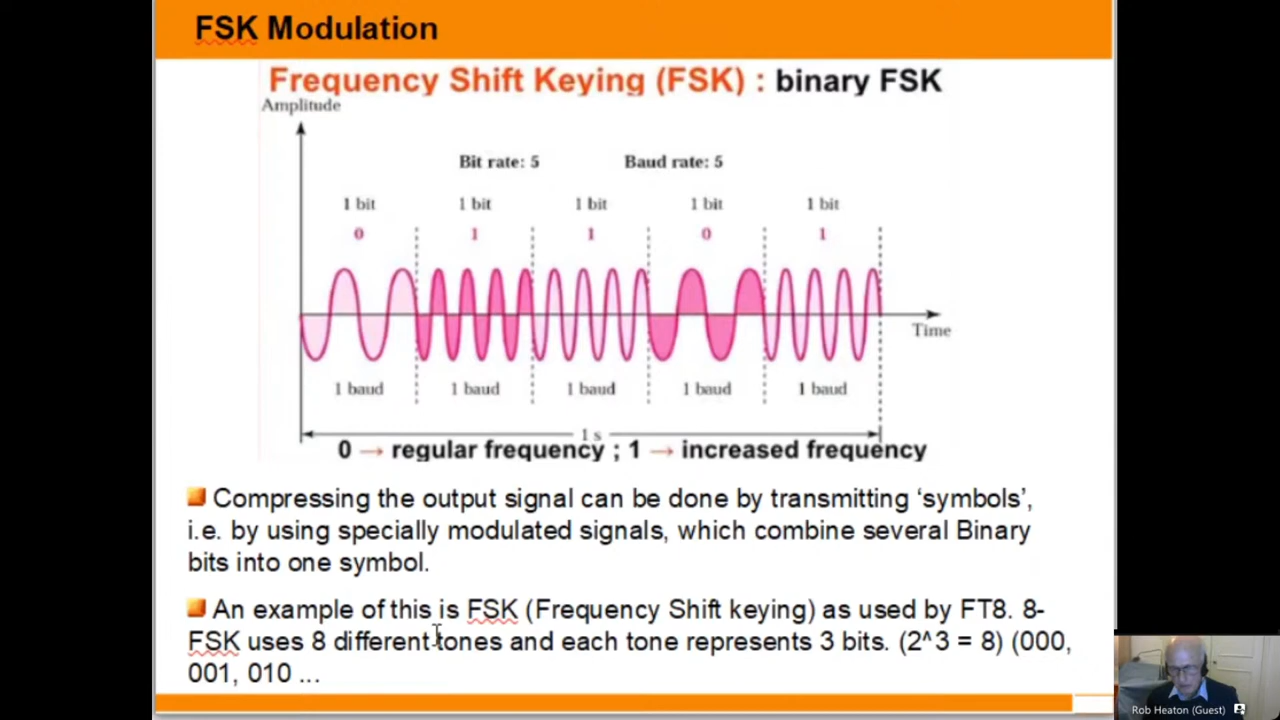 FSK Modulation
Frequency Shift Keying (FSK) : binary FSK
Amplitude
Bit rate: 5 Baud rate: 5
1 bit 1 bit 1 bit 1 bit 1 bit
0 1 1 0 1
Time
1 baud 1 baud 1 baud 1 baud 1 baud
1 s
0 → regular frequency ; 1 → increased frequency
Compressing the output signal can be done by transmitting ‘symbols’,
i.e. by using specially modulated signals, which combine several Binary
bits into one symbol.
An example of this is FSK (Frequency Shift keying) as used by FT8. 8-
FSK uses 8 different tones and each tone represents 3 bits. (2^3 = 8) (000,
001, 010 ...
Rob Heaton (Guest)